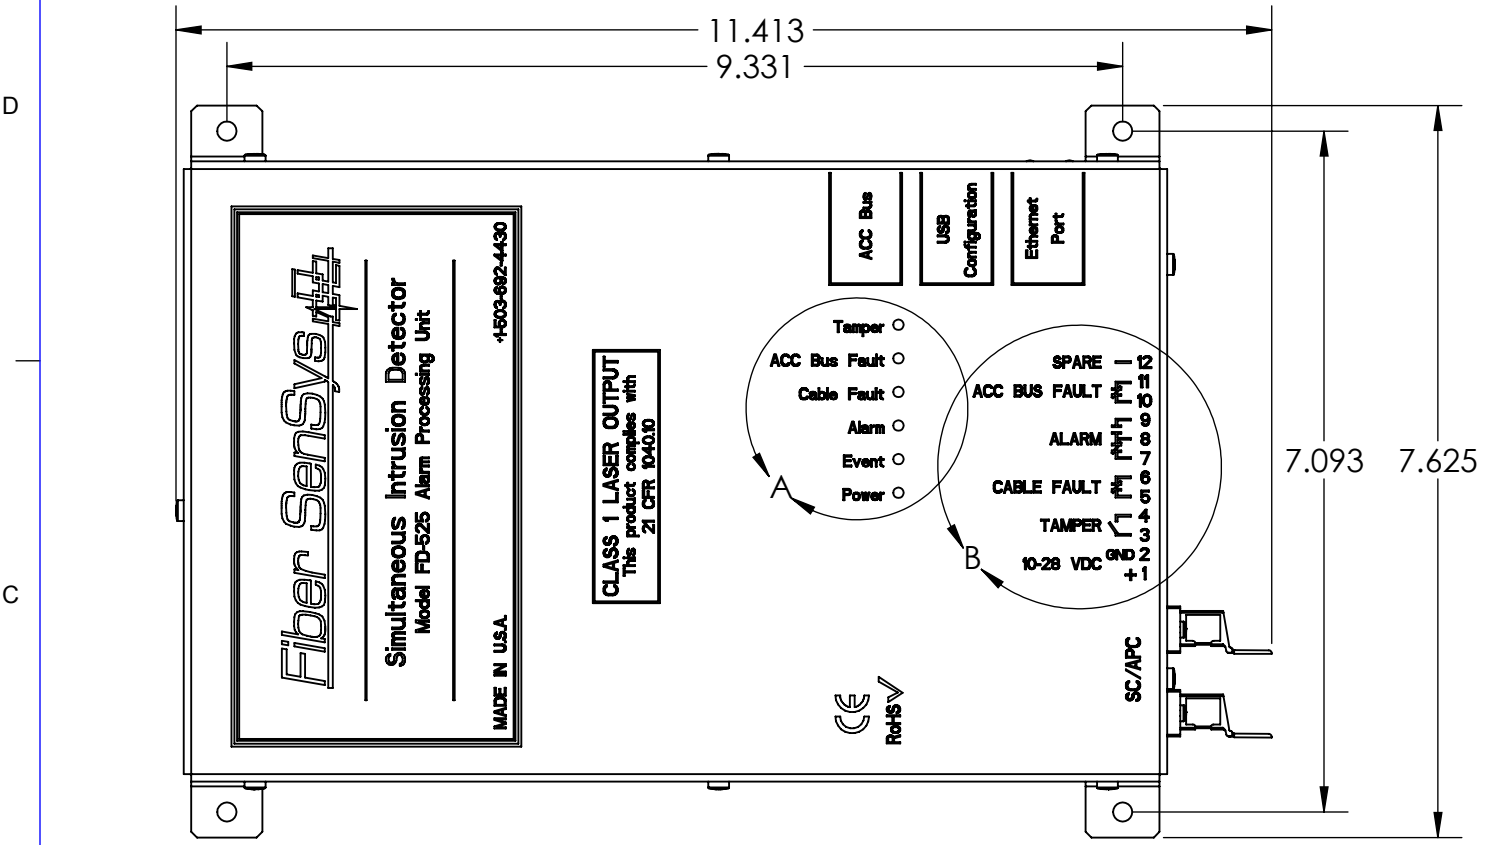 11.413
9.331
D
C
7.093
7.625
Fiber SenSys
Simultaneous Intrusion Detector
Model FD-525 Alarm Processing Unit
MADE IN U.S.A.
+1-503-692-4430
CLASS 1 LASER OUTPUT
This product complies with
21 CFR 1040.10
ACC Bus
USB
Configuration
Ethernet
Port
Tamper
ACC Bus Fault
Cable Fault
Alarm
Event
Power
A
SPARE 12
ACC BUS FAULT 11
10
9
ALARM 8
7
CABLE FAULT 6
5
TAMPER 4
3
10-28 VDC GND 2
+ 1
B
SC/APC
CE
RoHS